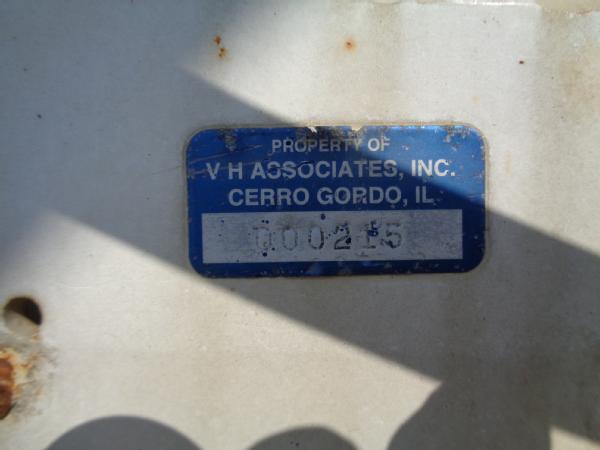 PROPERTY OF
V H ASSOCIATES, INC.
CERRO GORDO, IL
000215